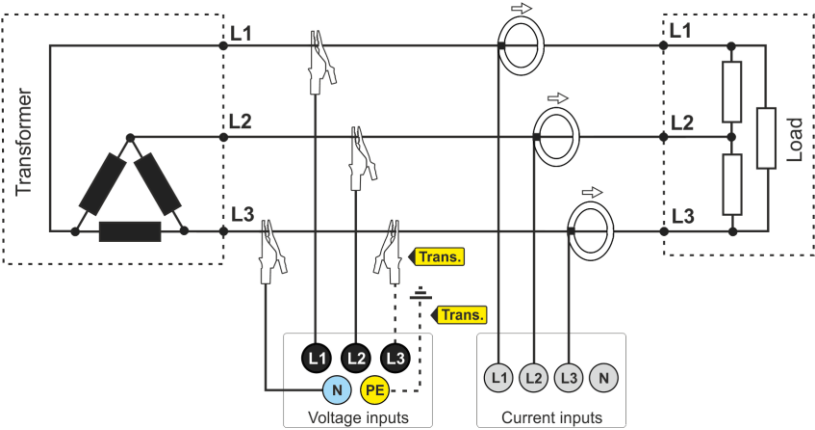 L1
L1
Transformer
L2
L2
Load
L3
L3
Trans.
Trans.
L1
L2
L3
N
PE
Voltage inputs
L1
L2
L3
N
Current inputs